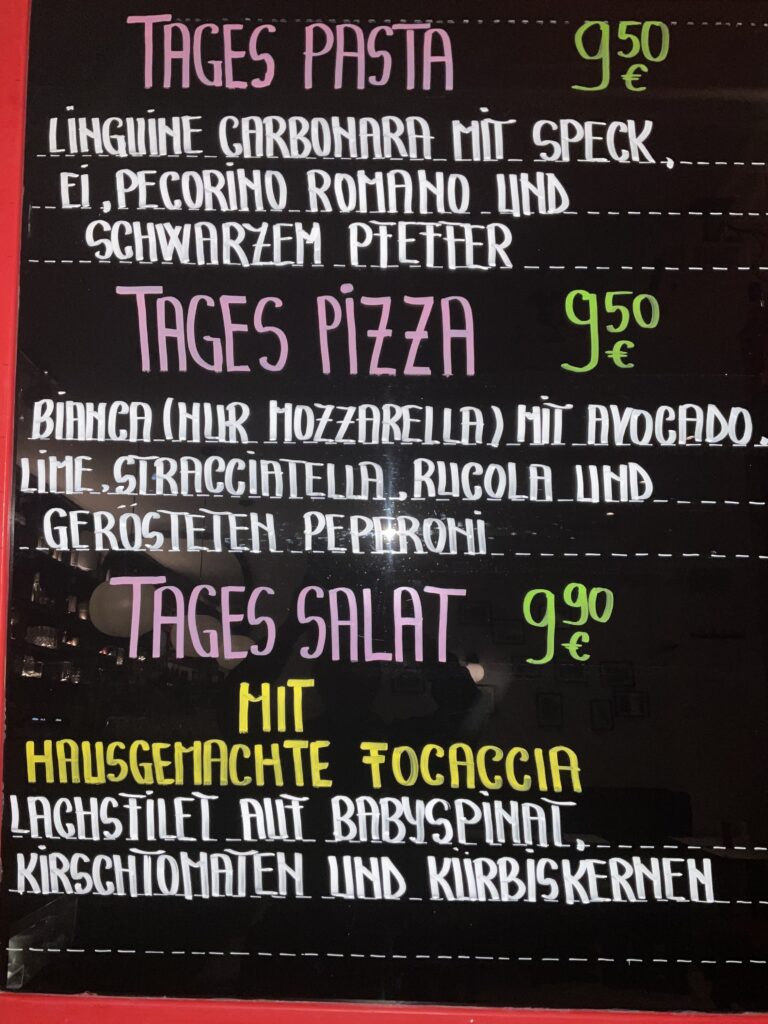 TAGES PASTA 9 50 €
LINGUINE CARBONARA MIT SPECK,
Ei, PECORINO ROMANO UND
SCHWARZEM PFEFFER
TAGES PIZZA 9 50 €
BIANCA (NUR MOZZARELLA) MIT AVOCADO,
LIME, STRACCIATELLA, RUCOLA UND
GERÖSTETEN PEPERONI
TAGES SALAT 9 90 €
MIT
HAUSGEMACHTE FOCACCIA
LACHSFILET AUF BABYSPINAT,
KIRSCHTOMATEN UND KÜRBISKERNEN